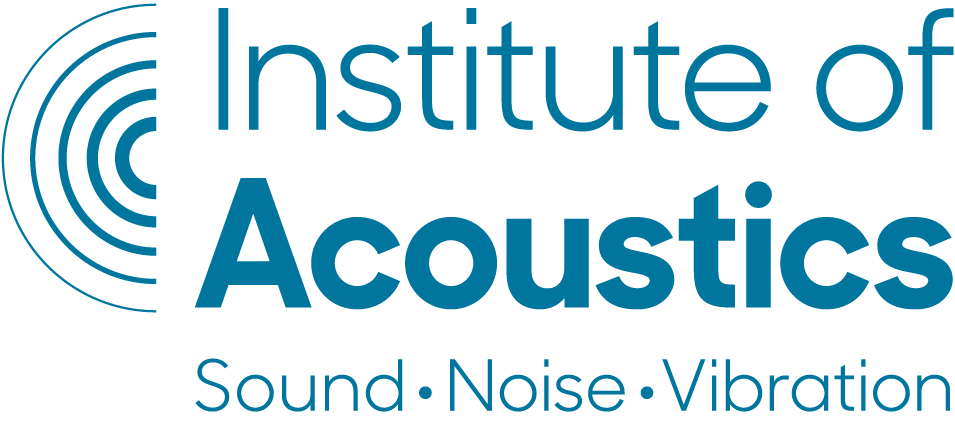 Institute of
Acoustics
Sound • Noise • Vibration